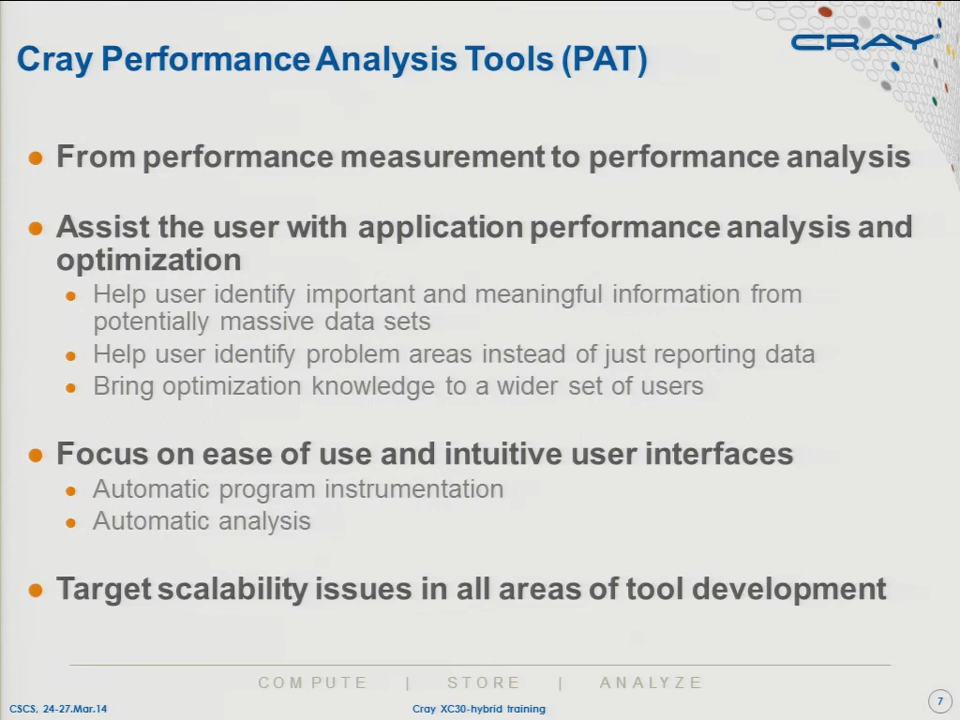 CRAY
Cray Performance Analysis Tools (PAT)
● From performance measurement to performance analysis
● Assist the user with application performance analysis and
optimization
● Help user identify important and meaningful information from
potentially massive data sets
● Help user identify problem areas instead of just reporting data
● Bring optimization knowledge to a wider set of users
● Focus on ease of use and intuitive user interfaces
● Automatic program instrumentation
● Automatic analysis
● Target scalability issues in all areas of tool development
COMPUTE | STORE | ANALYZE
CSCS, 24-27.Mar.14 Cray XC30-hybrid training 7